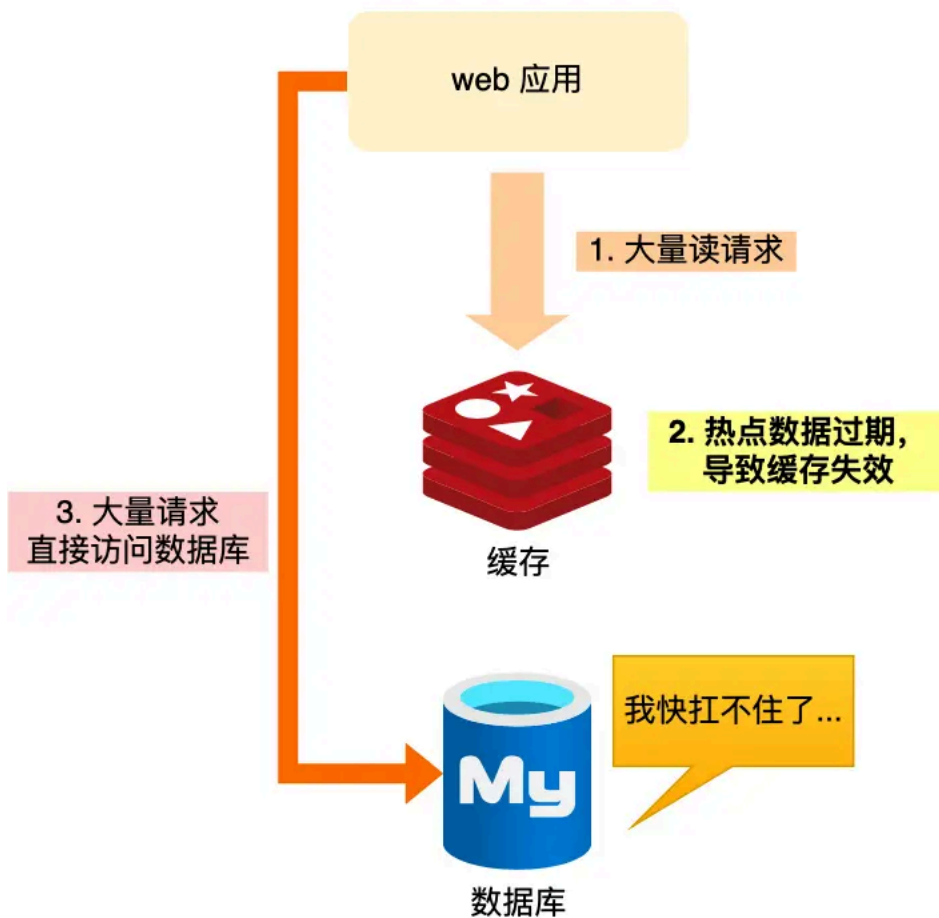 web 应用
1. 大量读请求
2. 热点数据过期，
导致缓存失效
3. 大量请求
直接访问数据库
缓存
我快扛不住了...
My
数据库